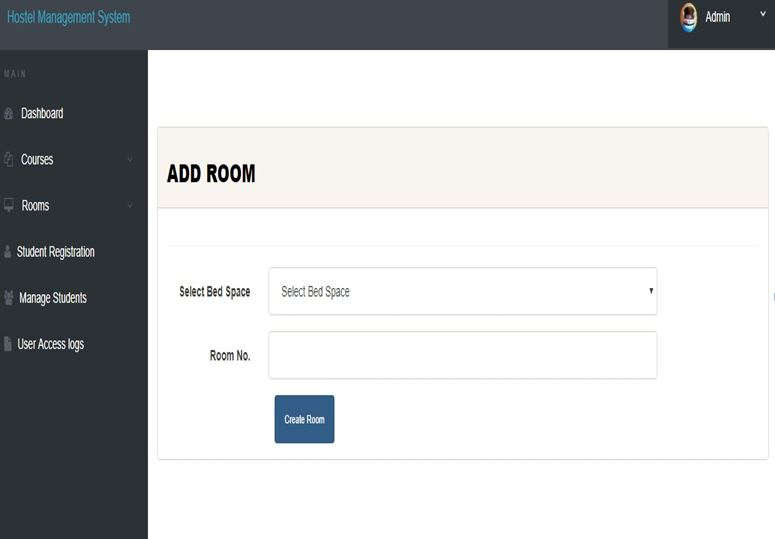 Hostel Management System
Admin
MAIN
Dashboard
Courses
Rooms
Student Registration
Manage Students
User Access logs
ADD ROOM
Select Bed Space
Select Bed Space
Room No.
Create Room